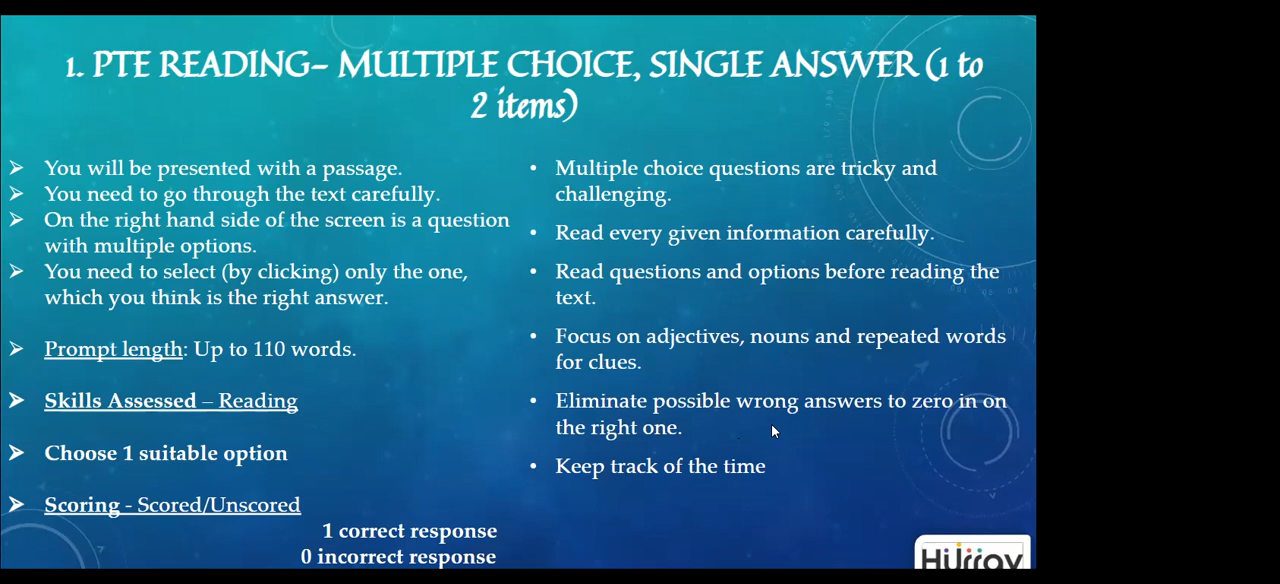 1. PTE READING– MULTIPLE CHOICE, SINGLE ANSWER (1 to
2 items)
➢ You will be presented with a passage.
➢ You need to go through the text carefully.
➢ On the right hand side of the screen is a question
with multiple options.
➢ You need to select (by clicking) only the one,
which you think is the right answer.
➢ Prompt length: Up to 110 words.
➢ Skills Assessed – Reading
➢ Choose 1 suitable option
➢ Scoring - Scored/Unscored
1 correct response
0 incorrect response
• Multiple choice questions are tricky and
challenging.
• Read every given information carefully.
• Read questions and options before reading the
text.
• Focus on adjectives, nouns and repeated words
for clues.
• Eliminate possible wrong answers to zero in on
the right one.
• Keep track of the time
Hurray